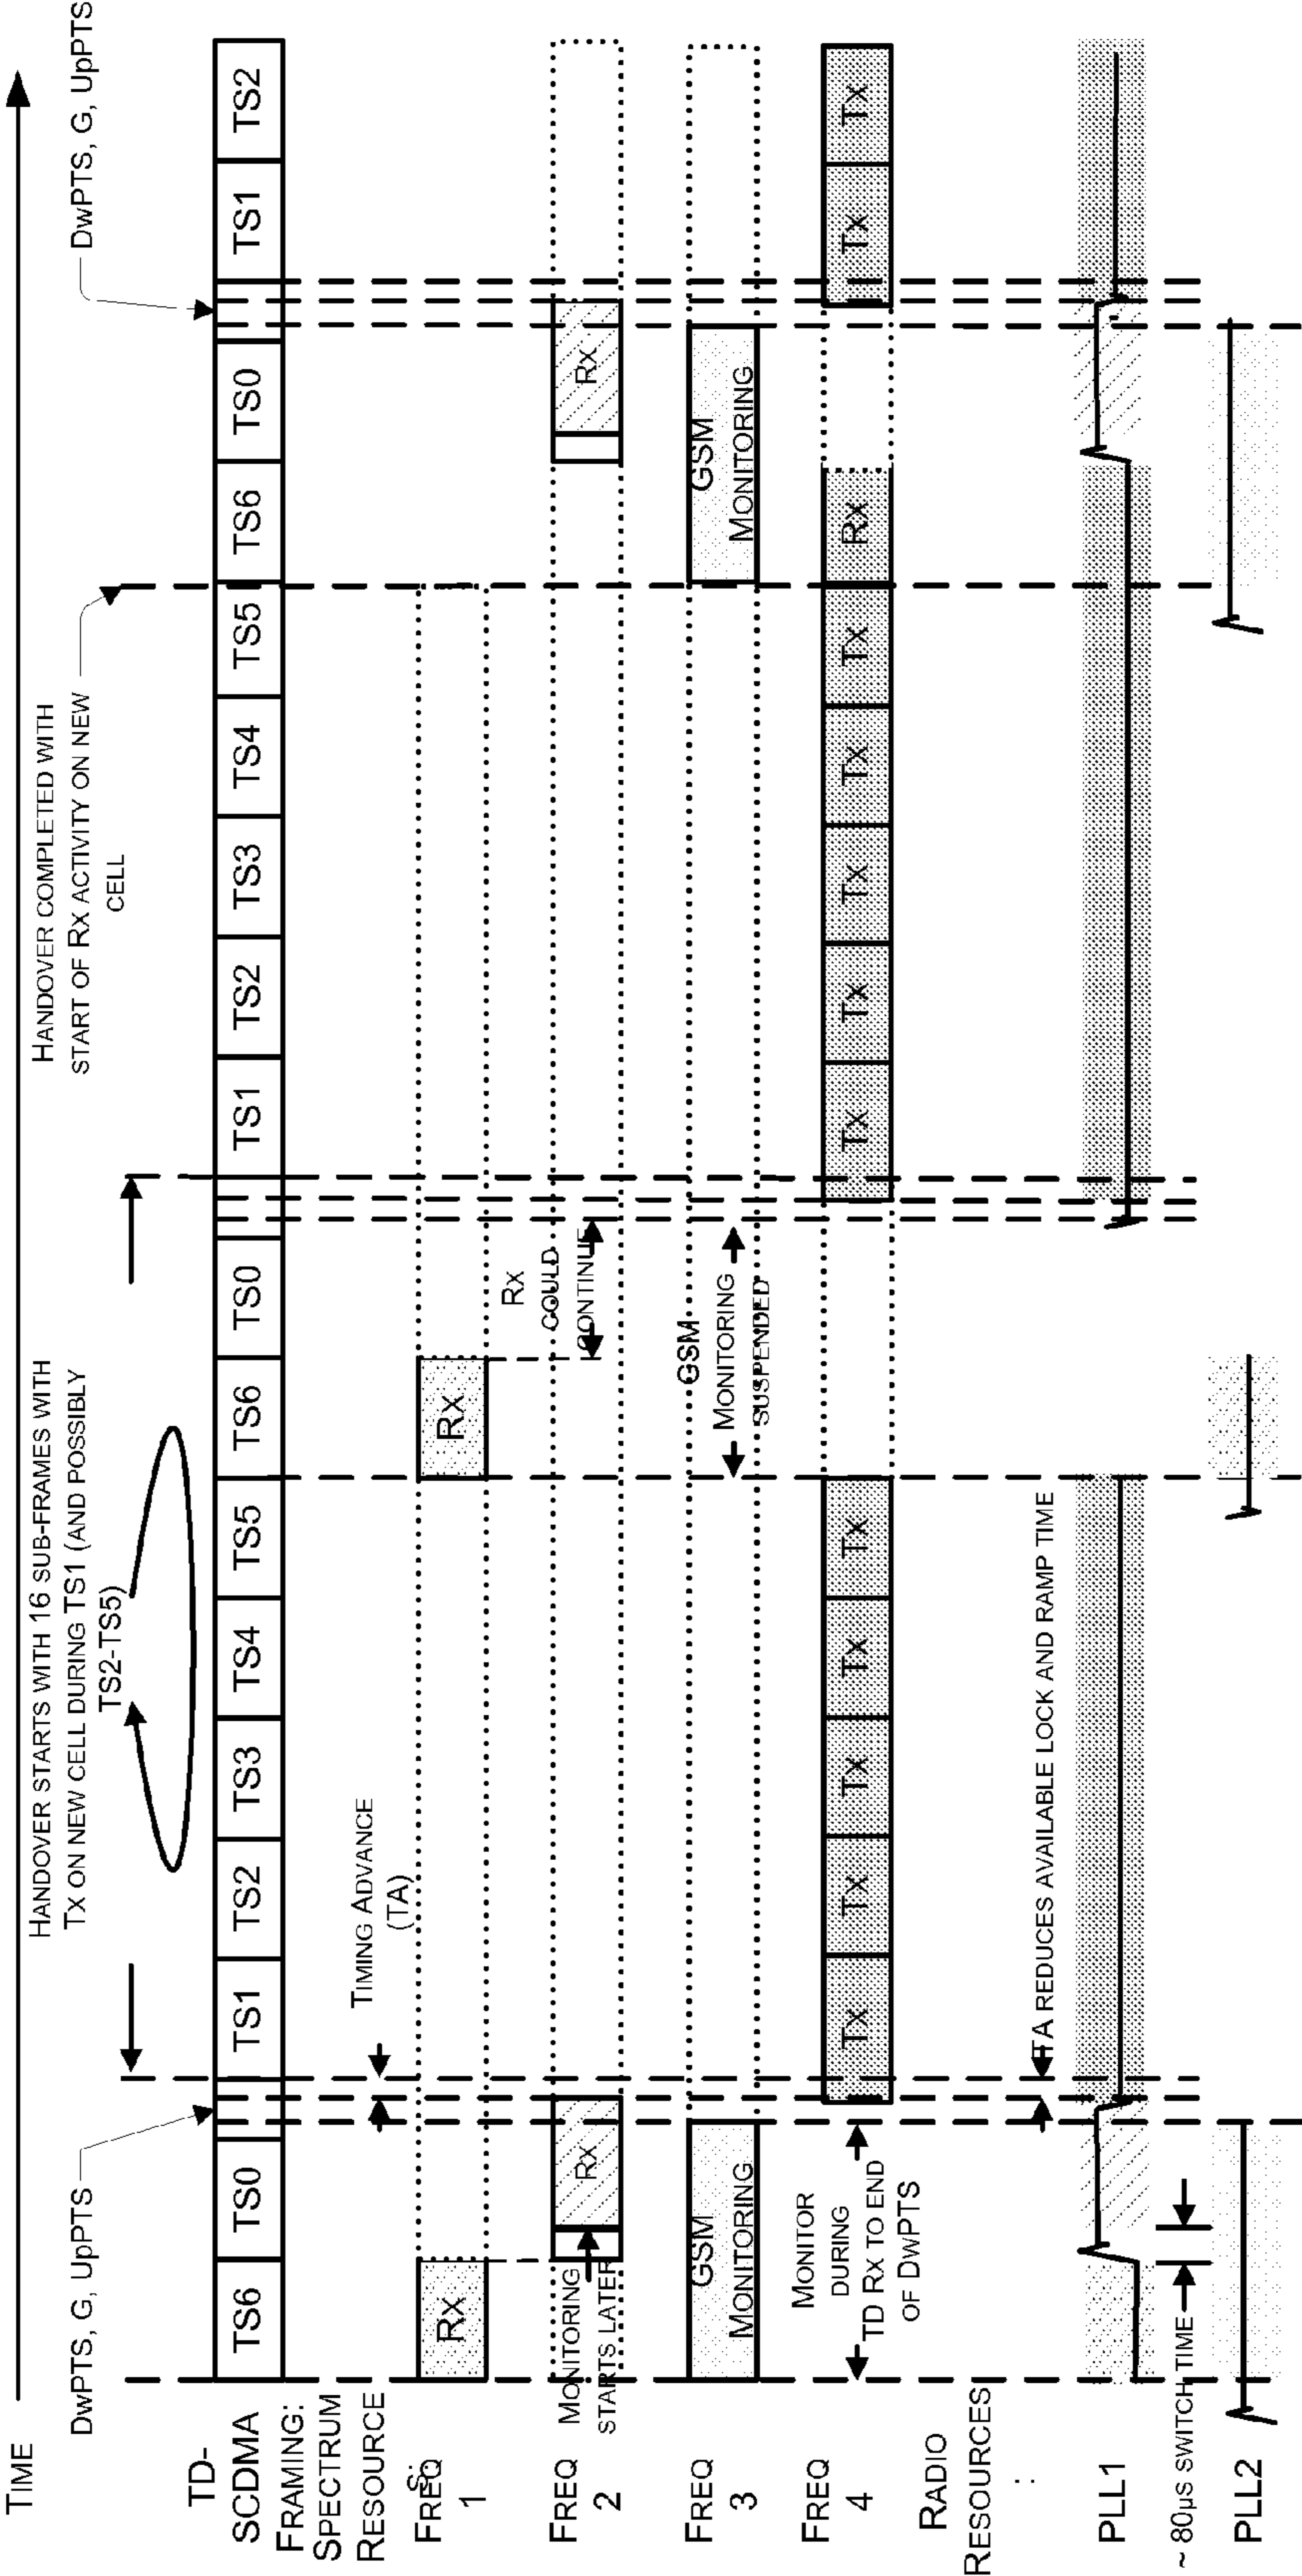 TIME
HANDOVER STARTS WITH 16 SUB-FRAMES WITH
TX ON NEW CELL DURING TS1 (AND POSSIBLY
TS2-TS5)
HANDOVER COMPLETED WITH
START OF RX ACTIVITY ON NEW
CELL
DwPTS, G, UpPTS
DwPTS, G, UpPTS
TD-
SCDMA
FRAMING:
TS6 TS0 TS1 TS2 TS3 TS4 TS5 TS6 TS0 TS1 TS2 TS3 TS4 TS5 TS6 TS0 TS1 TS2
SPECTRUM
RESOURCE
S:
TIMING ADVANCE
(TA)
FREQ
1
RX RX
FREQ
2
MONITORING
STARTS LATER
RX
RX
COULD
CONTINUE
RX
FREQ
3
GSM
MONITORING
GSM
MONITORING
SUSPENDED
GSM
MONITORING
FREQ
4
MONITOR
DURING
TD RX TO END
OF DwPTS
TX TX TX TX TX TX TX TX TX TX RX TX TX
RADIO
RESOURCES
:
TA REDUCES AVAILABLE LOCK AND RAMP TIME
PLL1
~ 80µS SWITCH TIME
PLL2